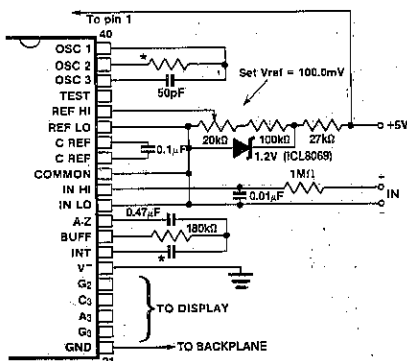 To pin 1
40
OSC 1
OSC 2
*
OSC 3
50pF
TEST
Set Vref = 100.0mV
REF HI
REF LO
20kΩ
100kΩ
27kΩ
+5V
C REF
0.1µF
1.2V (ICL8069)
C REF
COMMON
1MΩ
+
IN HI
0.01µF
IN
IN LO
−
A-Z
0.47µF
BUFF
180kΩ
INT
*
V−
G2
C3
TO DISPLAY
A3
G3
GND
TO BACKPLANE
21